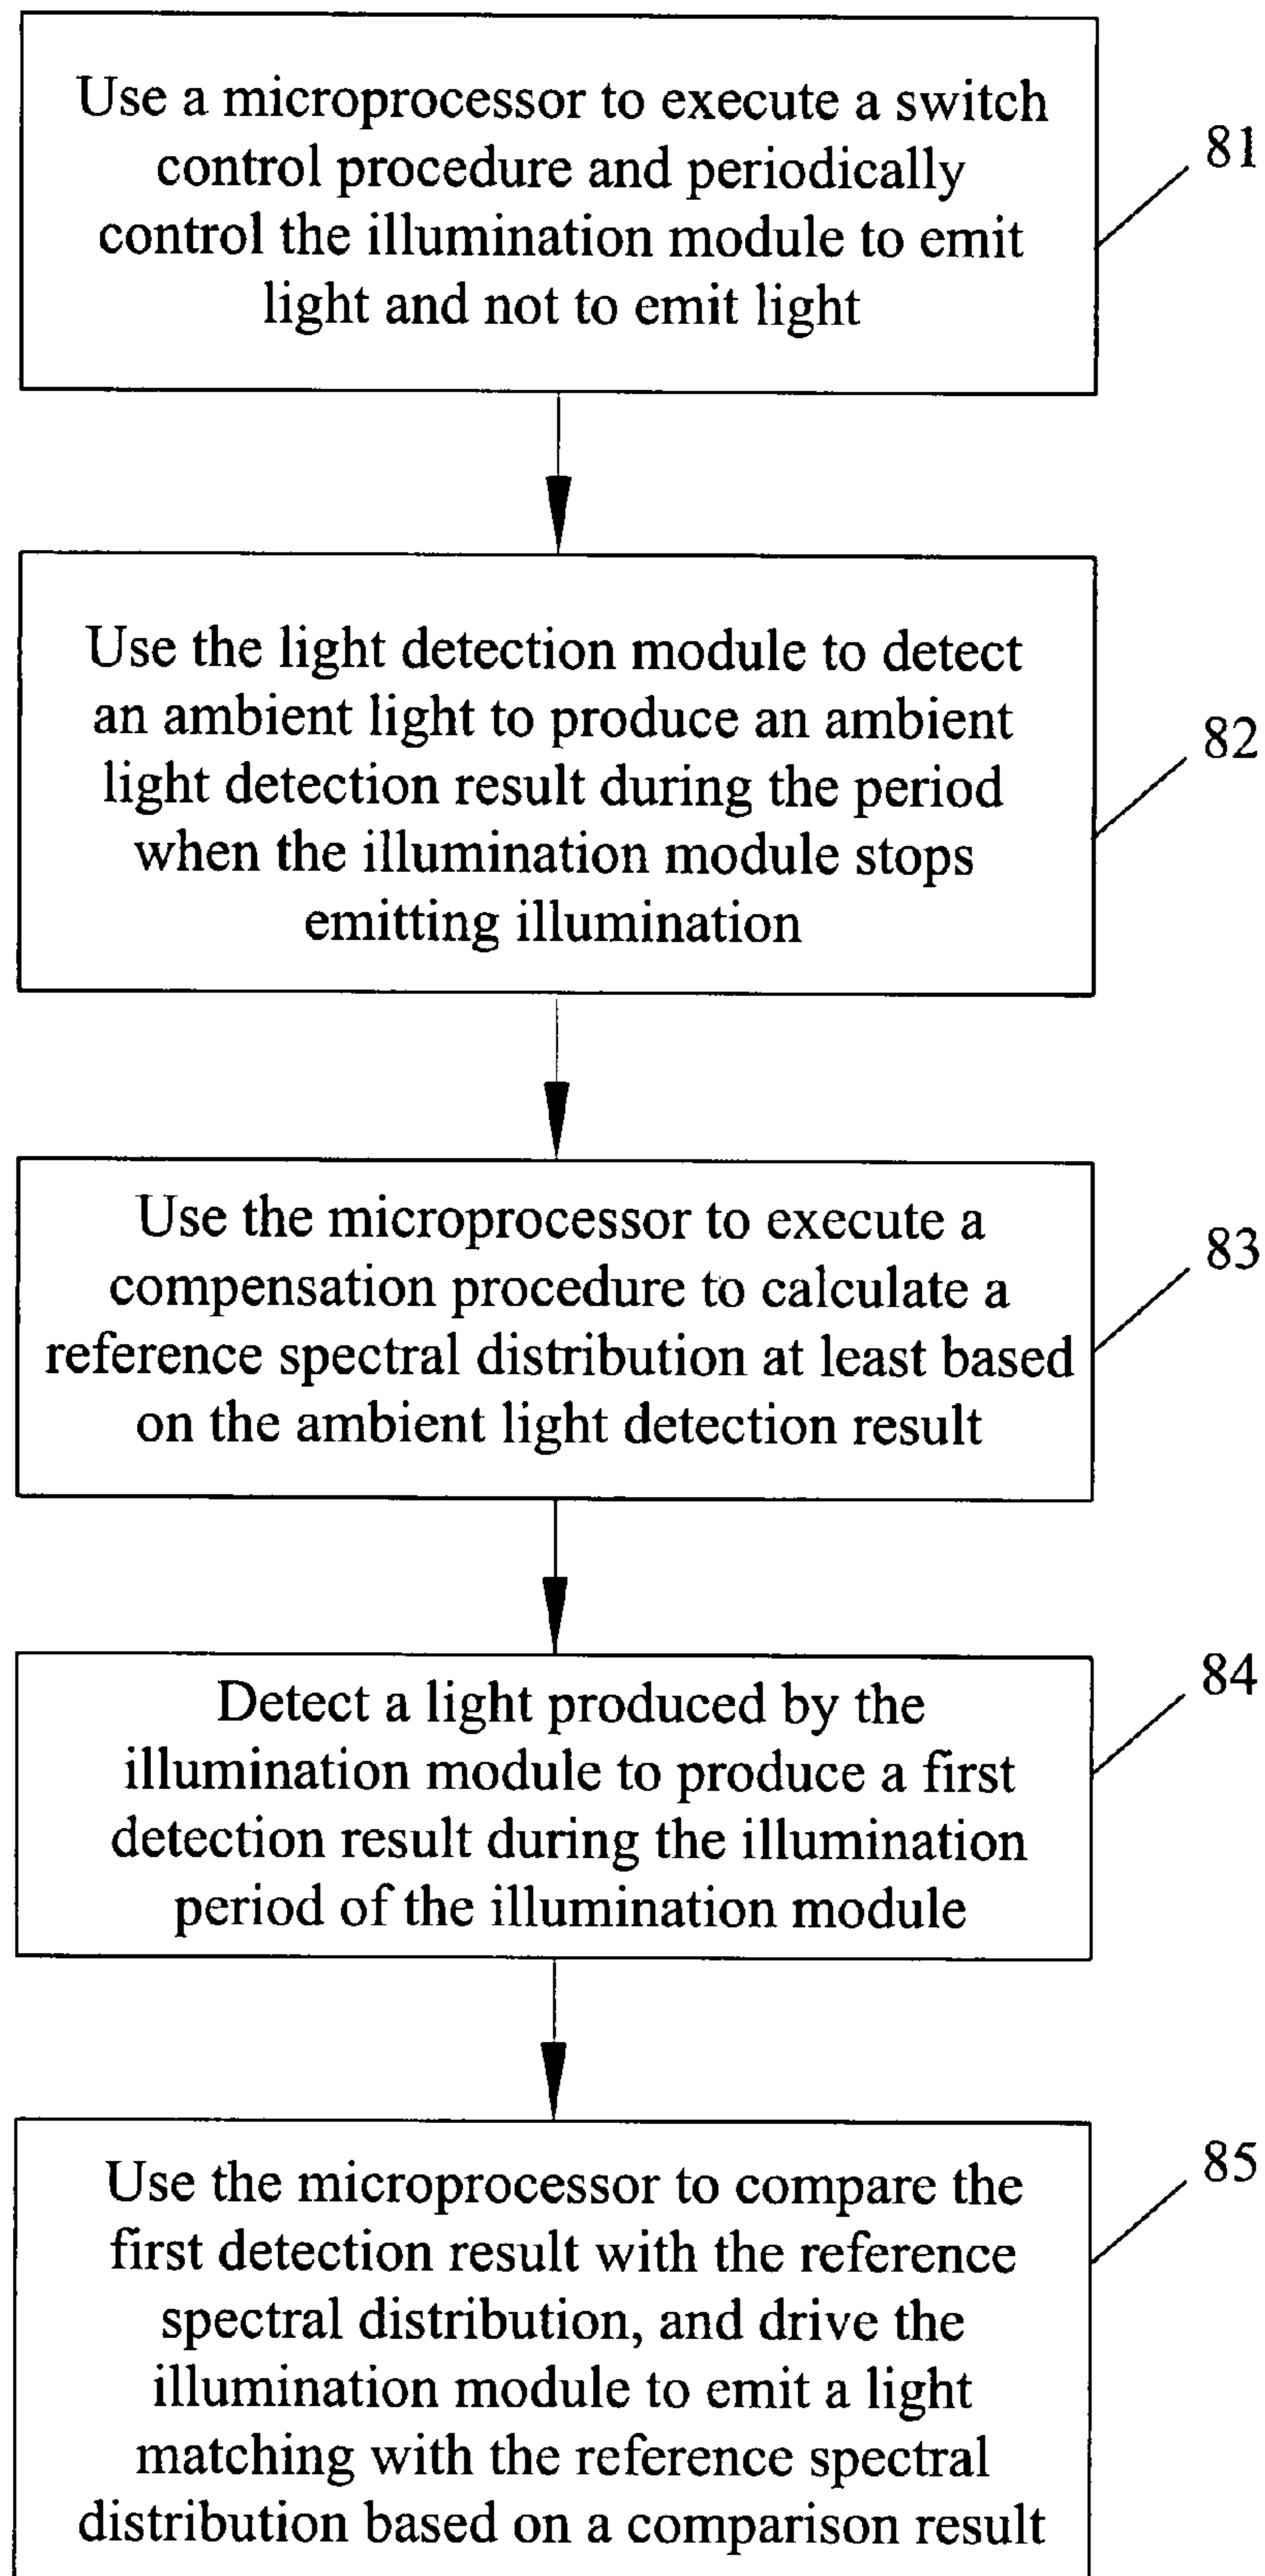 Use a microprocessor to execute a switch
control procedure and periodically
control the illumination module to emit
light and not to emit light
81
Use the light detection module to detect
an ambient light to produce an ambient
light detection result during the period
when the illumination module stops
emitting illumination
82
Use the microprocessor to execute a
compensation procedure to calculate a
reference spectral distribution at least based
on the ambient light detection result
83
Detect a light produced by the
illumination module to produce a first
detection result during the illumination
period of the illumination module
84
Use the microprocessor to compare the
first detection result with the reference
spectral distribution, and drive the
illumination module to emit a light
matching with the reference spectral
distribution based on a comparison result
85